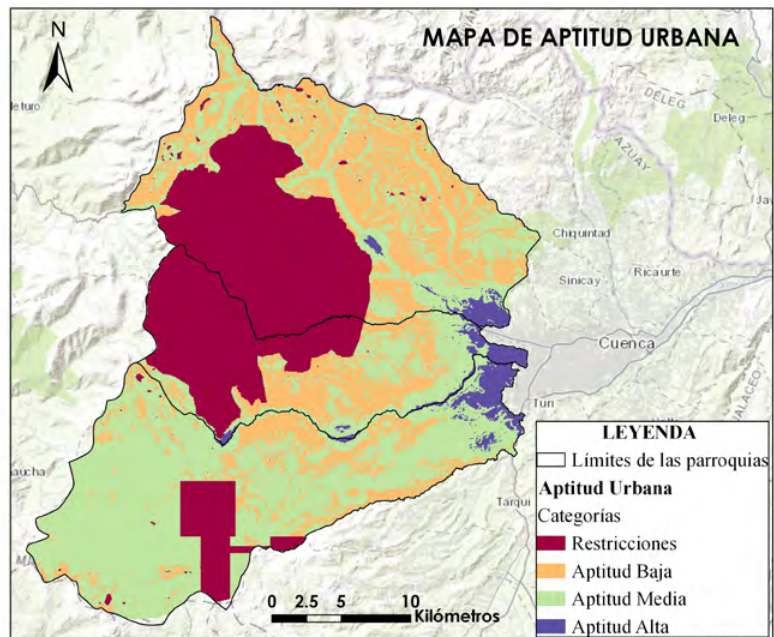 MAPA DE APTITUD URBANA
N
DELEG
Deleg
AZUAY
Chiquintad
Sinicay
Ricaurte
Cuenca
Turi
Tarqui
LEYENDA
Límites de las parroquias
Aptitud Urbana
Categorías
Restricciones
Aptitud Baja
Aptitud Media
Aptitud Alta
0 2.5 5 10
Kilómetros